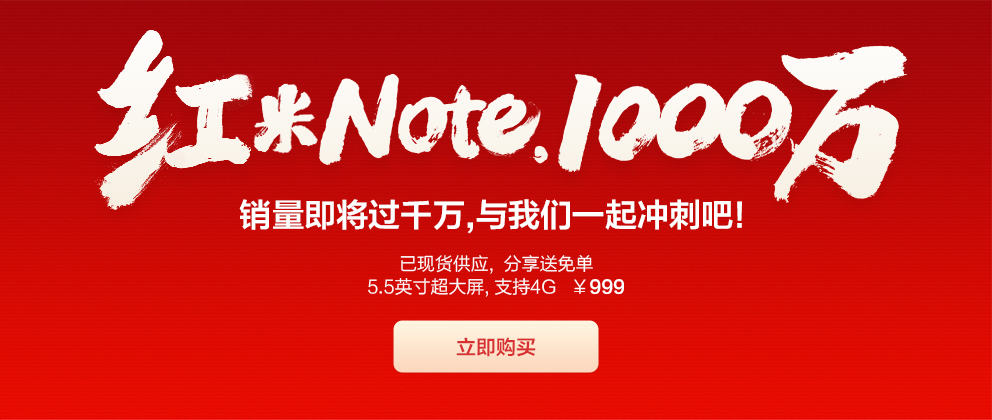 红米Note,1000万
销量即将过千万,与我们一起冲刺吧!
已现货供应, 分享送免单
5.5英寸超大屏, 支持4G ￥999
立即购买